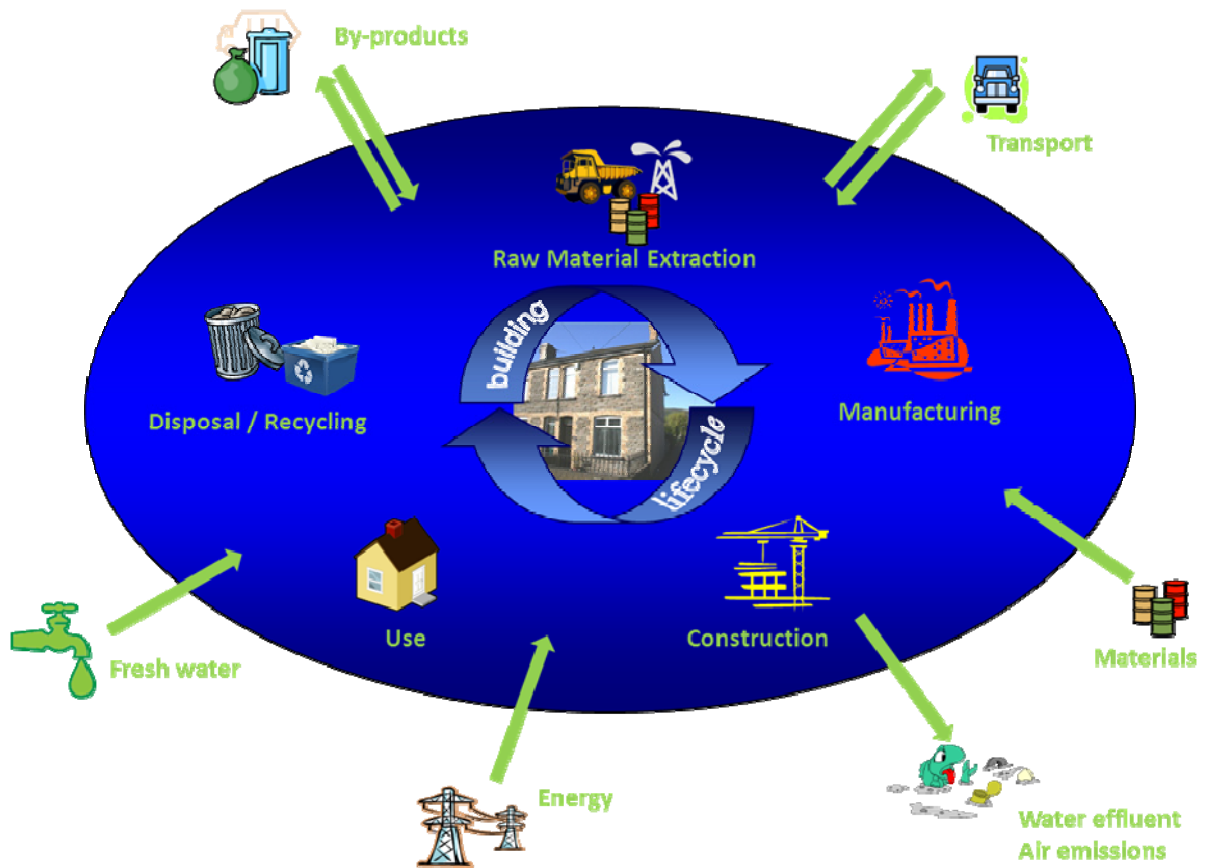 By-products
Transport
Raw Material Extraction
building
Disposal / Recycling
Manufacturing
lifecycle
Use
Construction
Fresh water
Materials
Energy
Water effluent
Air emissions